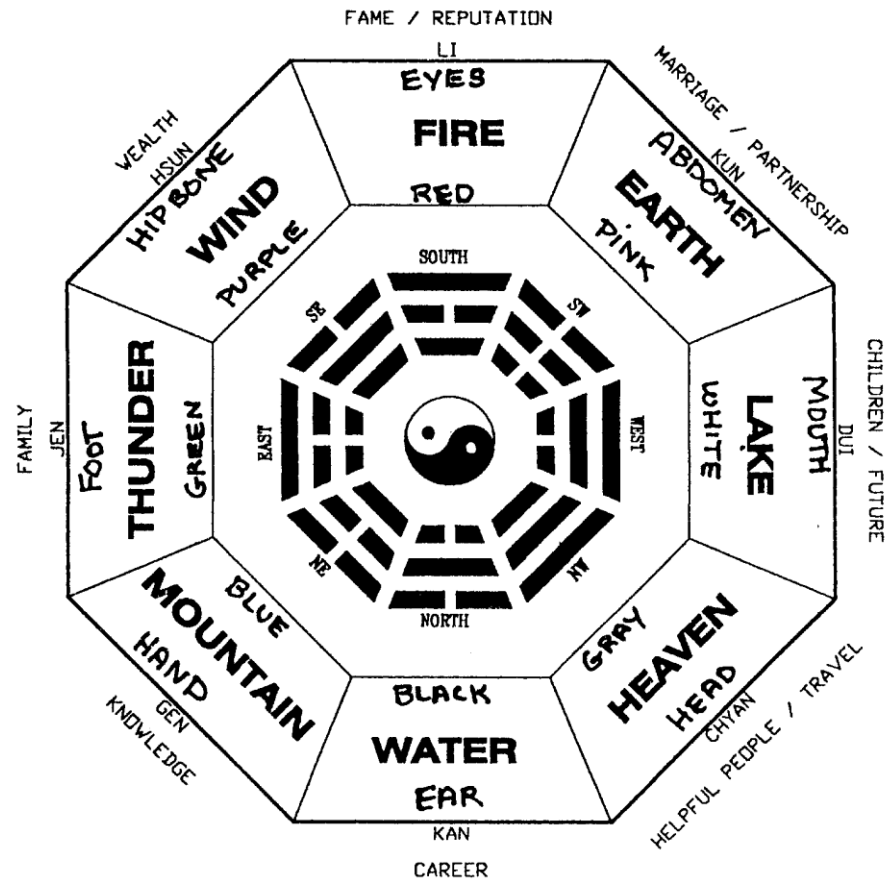 FAME / REPUTATION
LI
EYES
FIRE
RED
MARRIAGE / PARTNERSHIP
KUN
ABDOMEN
EARTH
PINK
CHILDREN / FUTURE
DUI
MOUTH
LAKE
WHITE
HELPFUL PEOPLE / TRAVEL
CHYAN
HEAD
HEAVEN
GRAY
BLACK
WATER
EAR
KAN
CAREER
BLUE
MOUNTAIN
HAND
GEN
KNOWLEDGE
FAMILY
JEN
FOOT
THUNDER
GREEN
WEALTH
HSUN
HIP BONE
WIND
PURPLE
SOUTH
SW
WEST
NW
NORTH
NE
EAST
SE